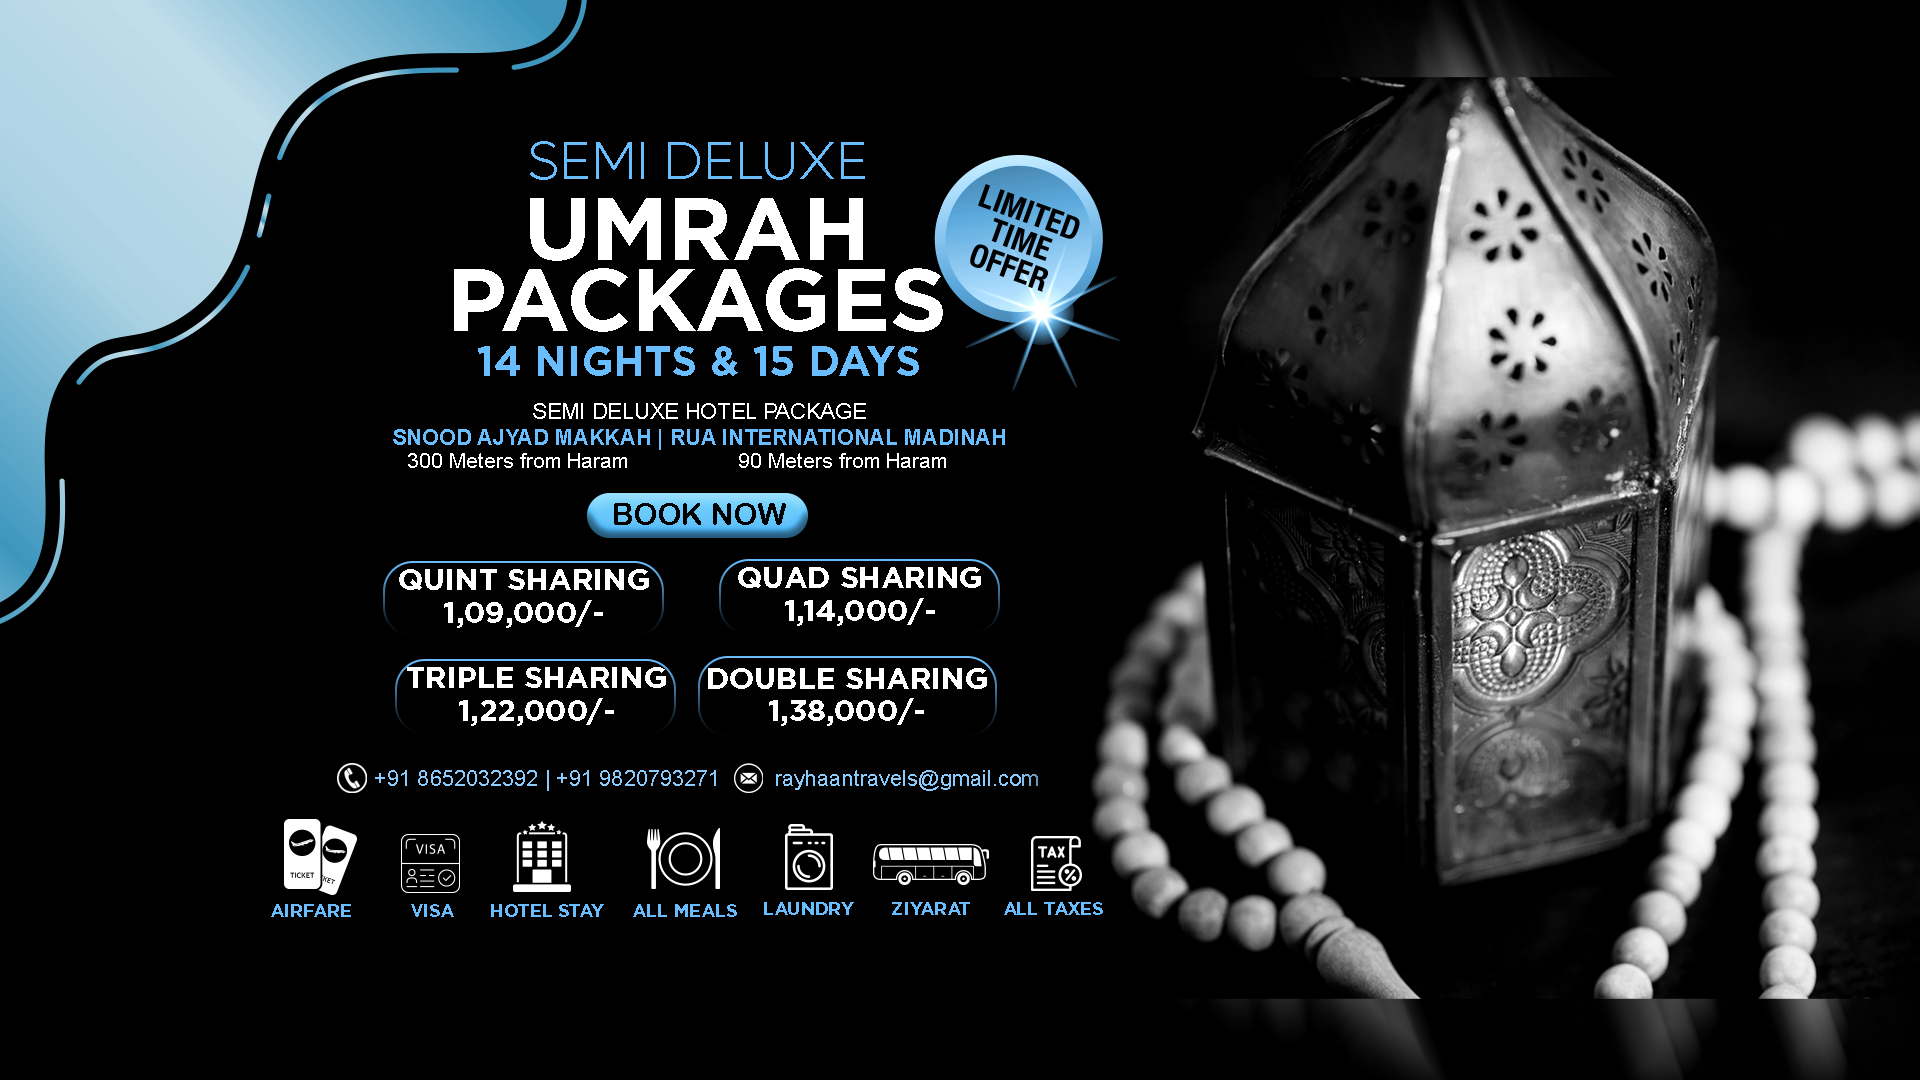 SEMI DELUXE
UMRAH
PACKAGES
14 NIGHTS & 15 DAYS
LIMITED
TIME
OFFER
SEMI DELUXE HOTEL PACKAGE
SNOOD AJYAD MAKKAH | RUA INTERNATIONAL MADINAH
300 Meters from Haram 90 Meters from Haram
BOOK NOW
QUINT SHARING
1,09,000/-
QUAD SHARING
1,14,000/-
TRIPLE SHARING
1,22,000/-
DOUBLE SHARING
1,38,000/-
+91 8652032392 | +91 9820793271 rayhaantravels@gmail.com
TICKET
KET
VISA
TAX
AIRFARE VISA HOTEL STAY ALL MEALS LAUNDRY ZIYARAT ALL TAXES